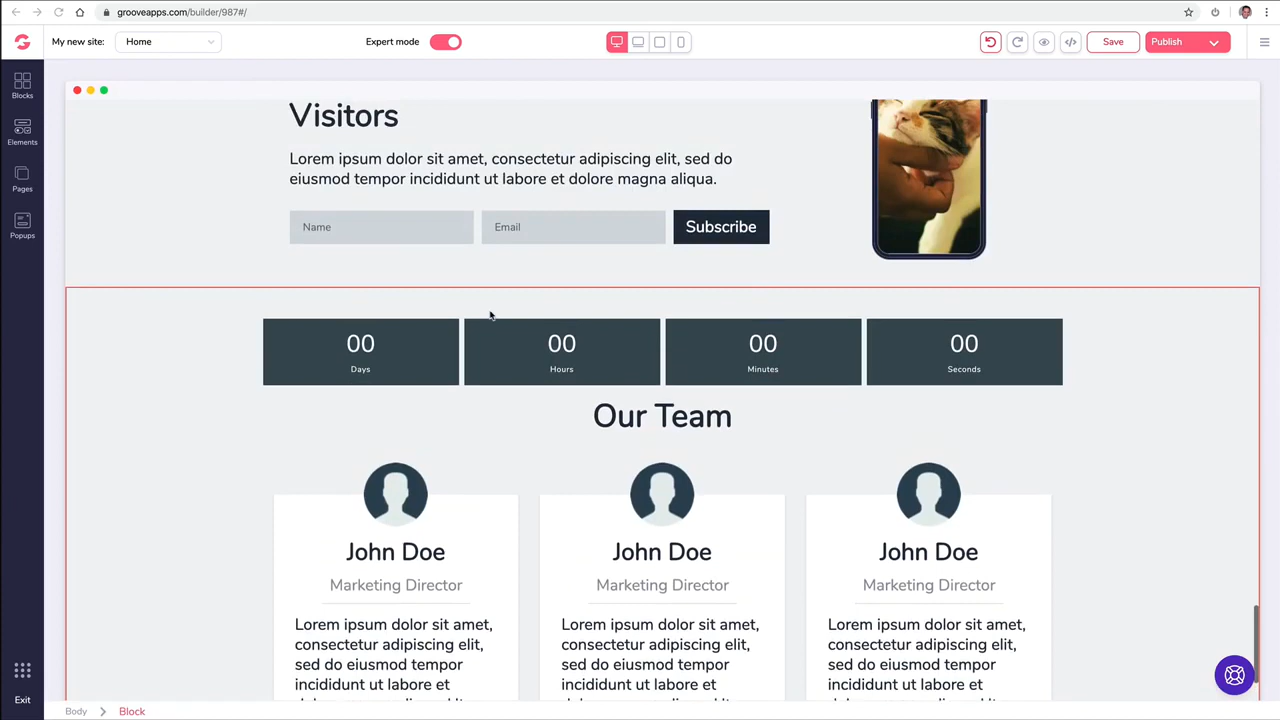 grooveapps.com/builder/987#/
My new site:
Home
Expert mode
Save
Publish
Blocks
Elements
Pages
Popups
Exit
Visitors
Lorem ipsum dolor sit amet, consectetur adipiscing elit, sed do
eiusmod tempor incididunt ut labore et dolore magna aliqua.
Name
Email
Subscribe
00
Days
00
Hours
00
Minutes
00
Seconds
Our Team
John Doe
Marketing Director
Lorem ipsum dolor sit amet,
consectetur adipiscing elit,
sed do eiusmod tempor
incididunt ut labore et
John Doe
Marketing Director
Lorem ipsum dolor sit amet,
consectetur adipiscing elit,
sed do eiusmod tempor
incididunt ut labore et
John Doe
Marketing Director
Lorem ipsum dolor sit amet,
consectetur adipiscing elit,
sed do eiusmod tempor
incididunt ut labore et
Body
Block